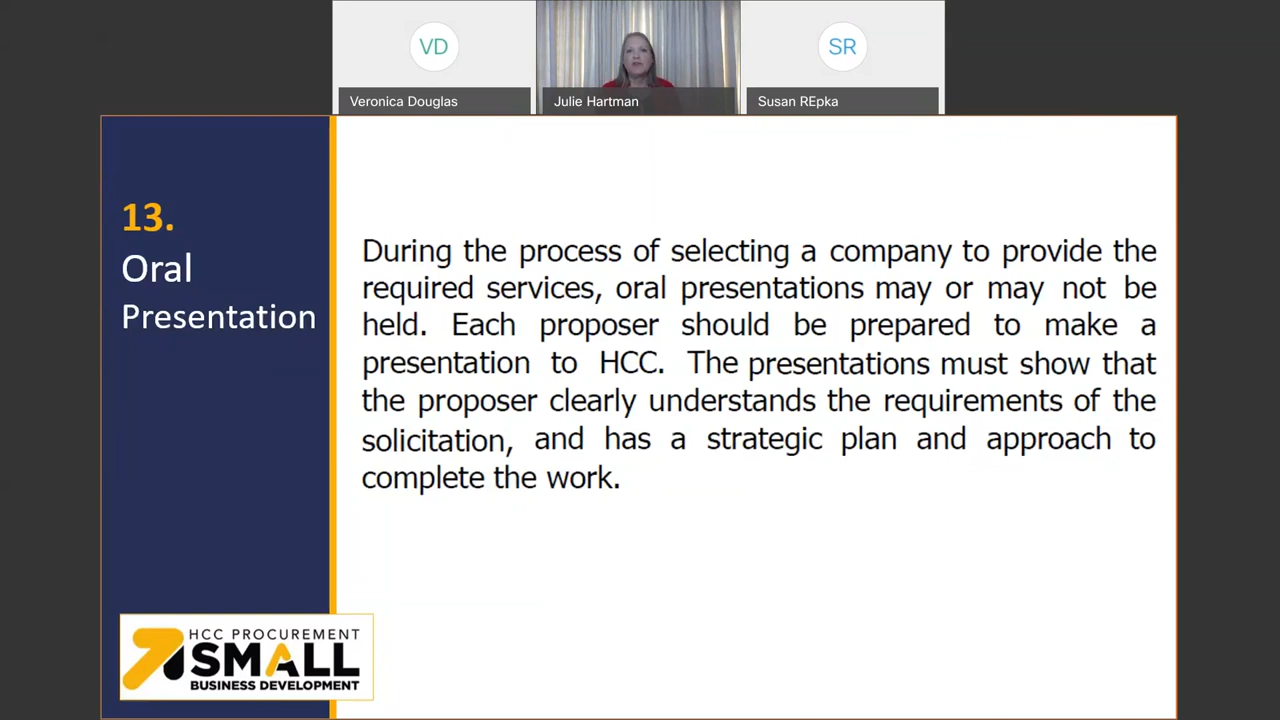 VD
SR
Veronica Douglas
Julie Hartman
Susan REpka
13.
Oral
Presentation
During the process of selecting a company to provide the
required services, oral presentations may or may not be
held. Each proposer should be prepared to make a
presentation to HCC. The presentations must show that
the proposer clearly understands the requirements of the
solicitation, and has a strategic plan and approach to
complete the work.
HCC PROCUREMENT
SMALL
BUSINESS DEVELOPMENT